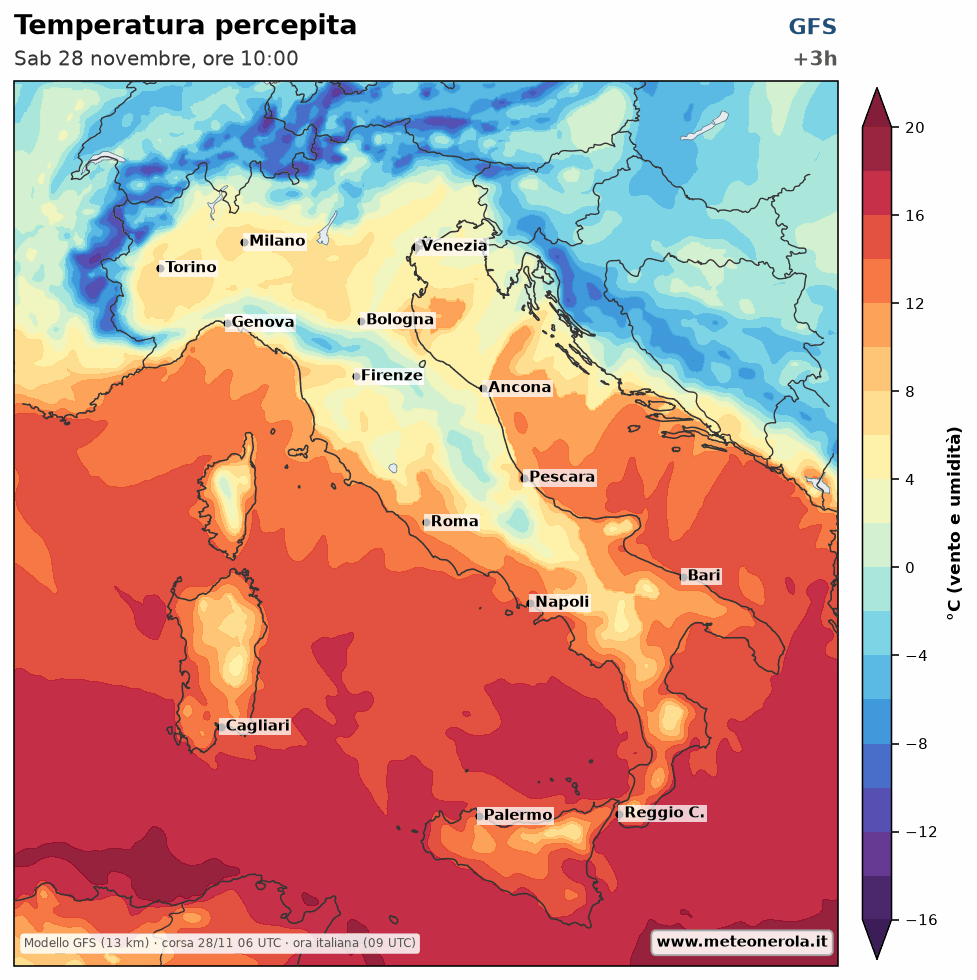 Temperatura percepita
GFS
Sab 28 novembre, ore 10:00
+3h
Milano
Venezia
Torino
Genova
Bologna
Firenze
Ancona
Pescara
Roma
Bari
Napoli
Cagliari
Palermo
Reggio C.
20
16
12
8
4
0
−4
−8
−12
−16
°C (vento e umidità)
Modello GFS (13 km) · corsa 28/11 06 UTC · ora italiana (09 UTC)
www.meteonerola.it